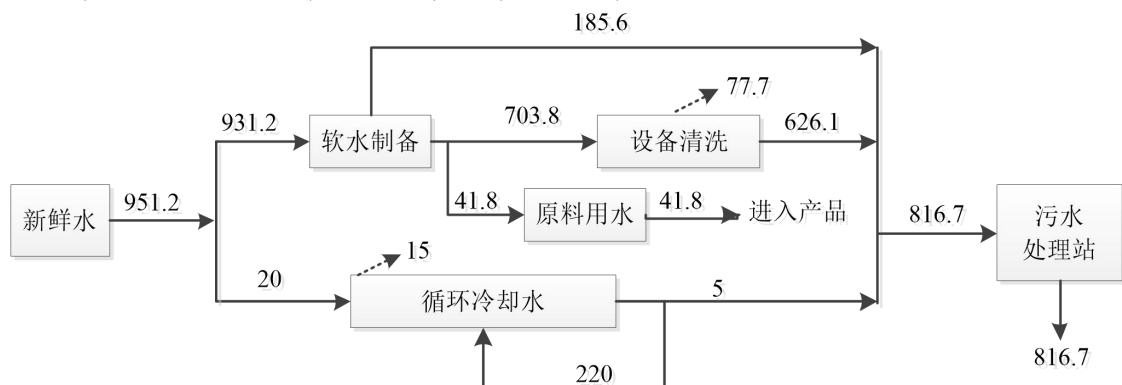 185.6
77.7
931.2
软水制备
703.8
设备清洗
626.1
新鲜水
951.2
41.8
原料用水
41.8
进入产品
816.7
污水
处理站
15
20
循环冷却水
5
816.7
220